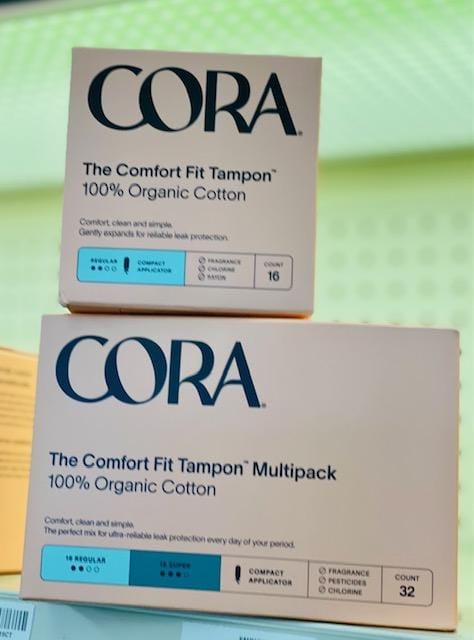 CORA.
The Comfort Fit Tampon™
100% Organic Cotton
Comfort, clean and simple.
Gently expands for reliable leak protection.
REGULAR
COMPACT
APPLICATOR
FRAGRANCE
CHLORINE
RAYON
COUNT
16
CORA.
The Comfort Fit Tampon™ Multipack
100% Organic Cotton
Comfort, clean and simple.
The perfect mix for ultra-reliable leak protection every day of your period.
16 REGULAR
16 SUPER
COMPACT
APPLICATOR
FRAGRANCE
PESTICIDES
CHLORINE
COUNT
32